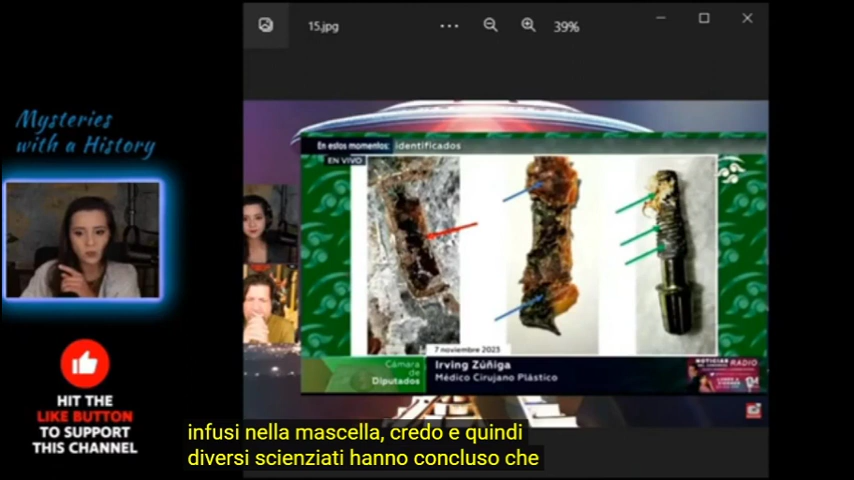 15.jpg
39%
Mysteries
with a History
En estos momentos: identificados
EN VIVO
7 noviembre 2023
Cámara
de
Diputados
Irving Zúñiga
Médico Cirujano Plástico
NOTICIAS
RADIO
HIT THE
LIKE BUTTON
TO SUPPORT
THIS CHANNEL
infusi nella mascella, credo e quindi
diversi scienziati hanno concluso che